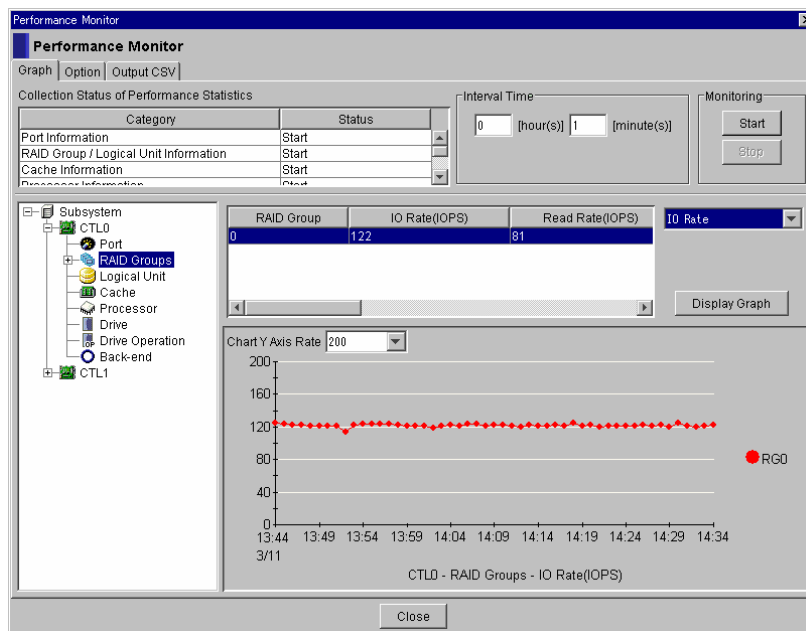 Performance Monitor
Performance Monitor
Graph Option Output CSV
Collection Status of Performance Statistics
Category Status
Port Information Start
RAID Group / Logical Unit Information Start
Cache Information Start
Processor Information Start
Interval Time
0 [hour(s)] 1 [minute(s)]
Monitoring
Start
Stop
Subsystem
CTL0
Port
RAID Groups
Logical Unit
Cache
Processor
Drive
Drive Operation
Back-end
CTL1
RAID Group IO Rate(IOPS) Read Rate(IOPS)
0 122 81
IO Rate
Display Graph
Chart Y Axis Rate 200
200
160
120
80
40
0
13:44 13:49 13:54 13:59 14:04 14:09 14:14 14:19 14:24 14:29 14:34
3/11
RG0
CTL0 - RAID Groups - IO Rate(IOPS)
Close